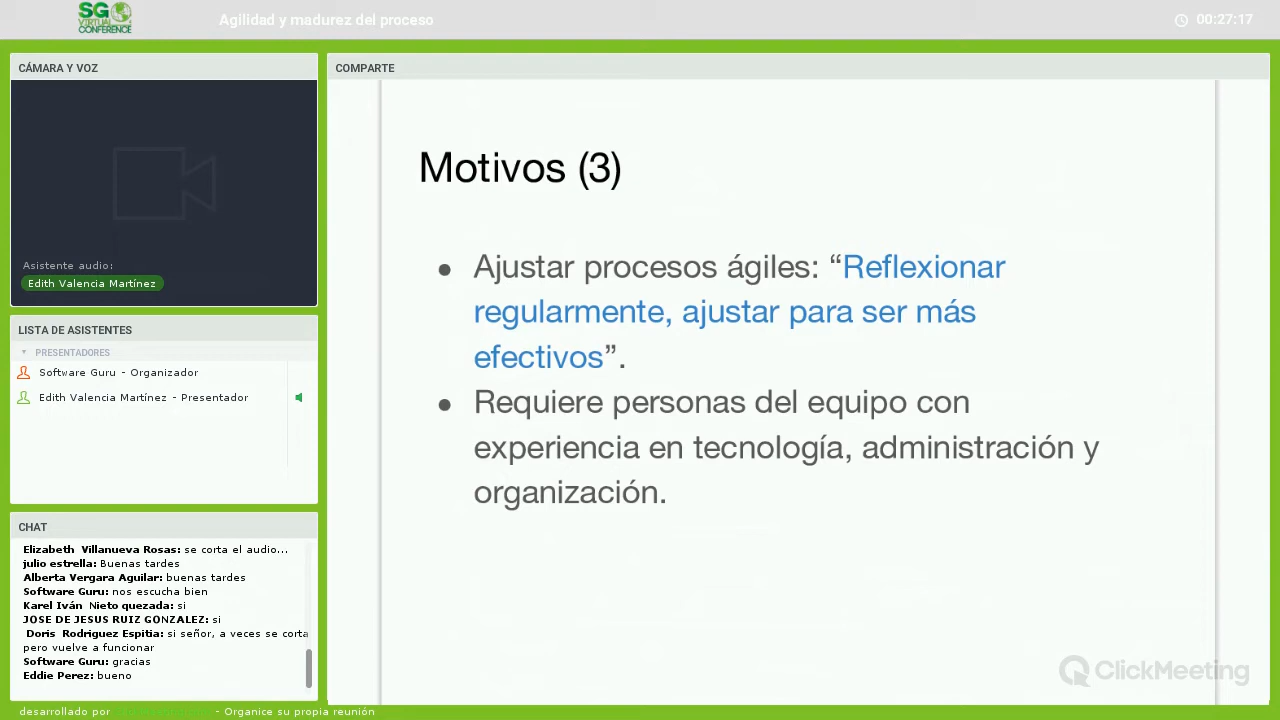 SG
VIRTUAL
CONFERENCE
Agilidad y madurez del proceso
00:27:17
CÁMARA Y VOZ
Asistente audio:
Edith Valencia Martínez
LISTA DE ASISTENTES
PRESENTADORES
Software Guru - Organizador
Edith Valencia Martínez - Presentador
CHAT
Elizabeth Villanueva Rosas: se corta el audio...
julio estrella: Buenas tardes
Alberta Vergara Aguilar: buenas tardes
Software Guru: nos escucha bien
Karel Iván Nieto quezada: si
JOSE DE JESUS RUIZ GONZALEZ: si
Doris Rodriguez Espitia: si señor, a veces se corta
pero vuelve a funcionar
Software Guru: gracias
Eddie Perez: bueno
COMPARTE
Motivos (3)
● Ajustar procesos ágiles: “Reflexionar
regularmente, ajustar para ser más
efectivos”.
● Requiere personas del equipo con
experiencia en tecnología, administración y
organización.
ClickMeeting
desarrollado por - Organice su propia reunión